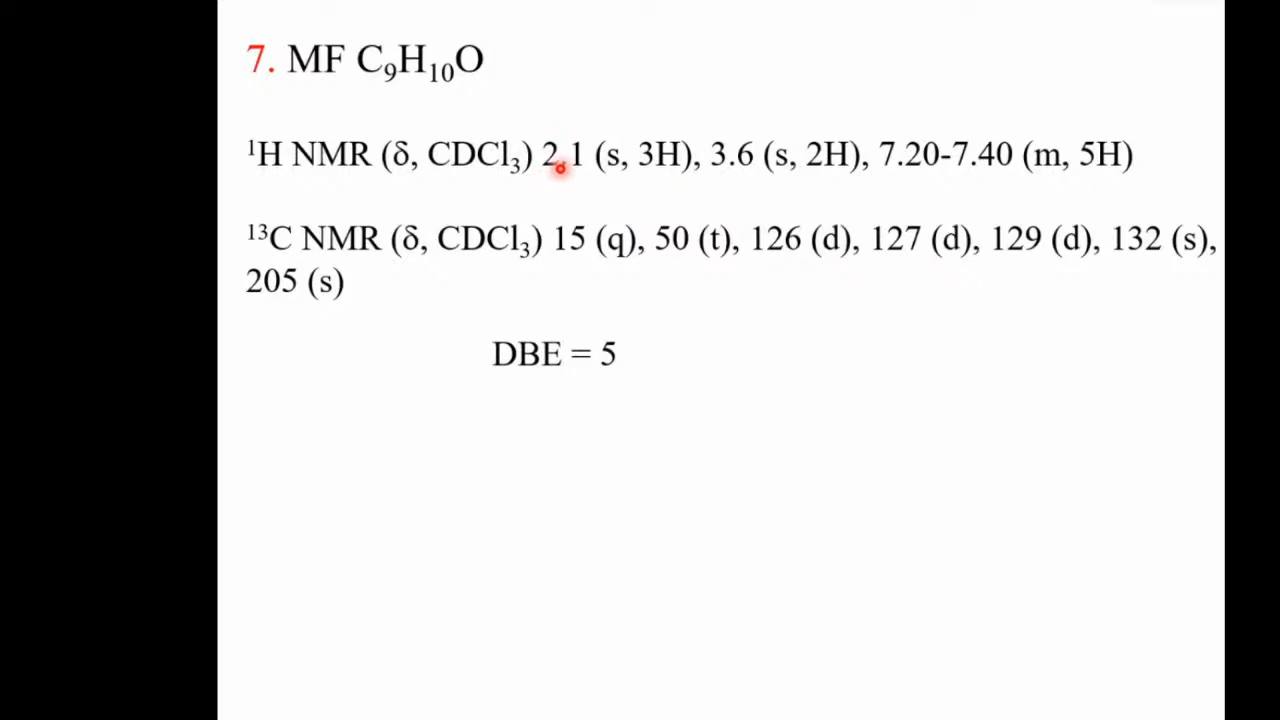 7. MF C₉H₁₀O
¹H NMR (δ, CDCl₃) 2.1 (s, 3H), 3.6 (s, 2H), 7.20-7.40 (m, 5H)
¹³C NMR (δ, CDCl₃) 15 (q), 50 (t), 126 (d), 127 (d), 129 (d), 132 (s),
205 (s)
DBE = 5